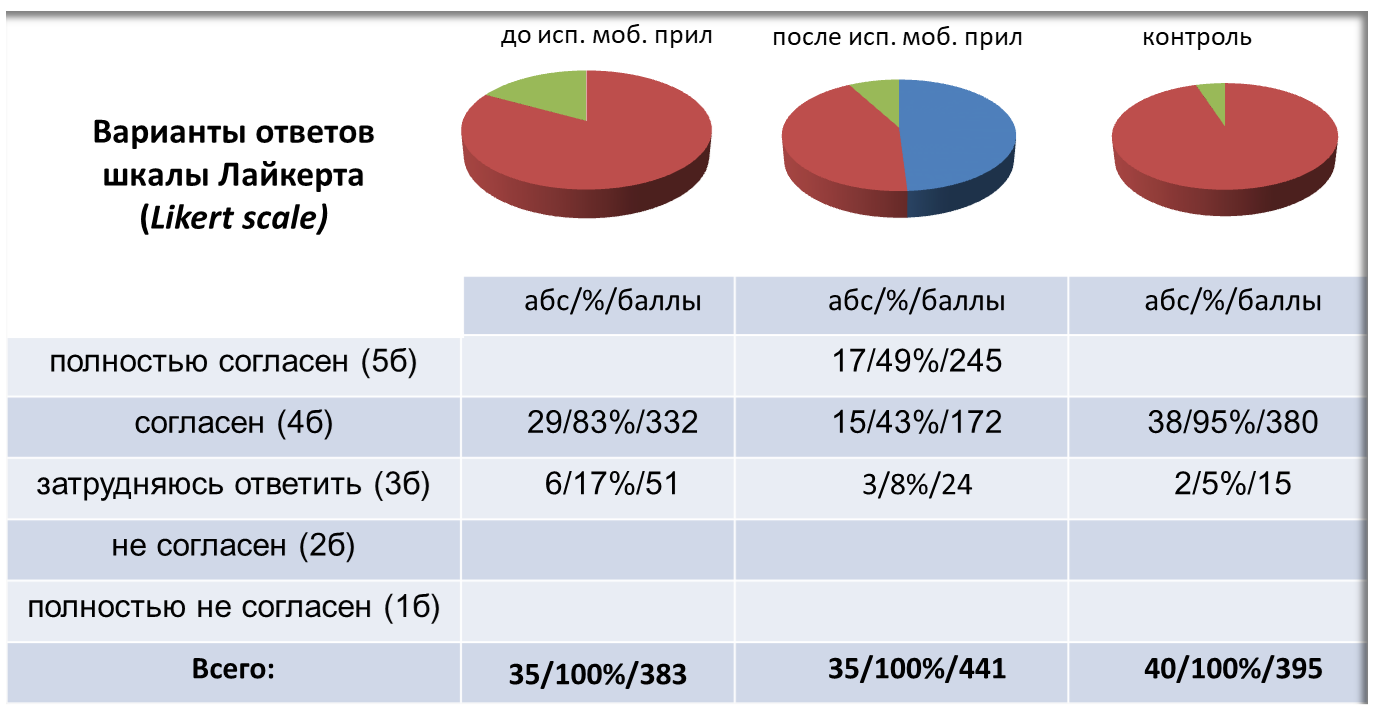 до исп. моб. прил
после исп. моб. прил
контроль
Варианты ответов
шкалы Лайкерта
(Likert scale)
абс/%/баллы
абс/%/баллы
абс/%/баллы
полностью согласен (5б)
17/49%/245
согласен (4б)
29/83%/332
15/43%/172
38/95%/380
затрудняюсь ответить (3б)
6/17%/51
3/8%/24
2/5%/15
не согласен (2б)
полностью не согласен (1б)
Всего:
35/100%/383
35/100%/441
40/100%/395